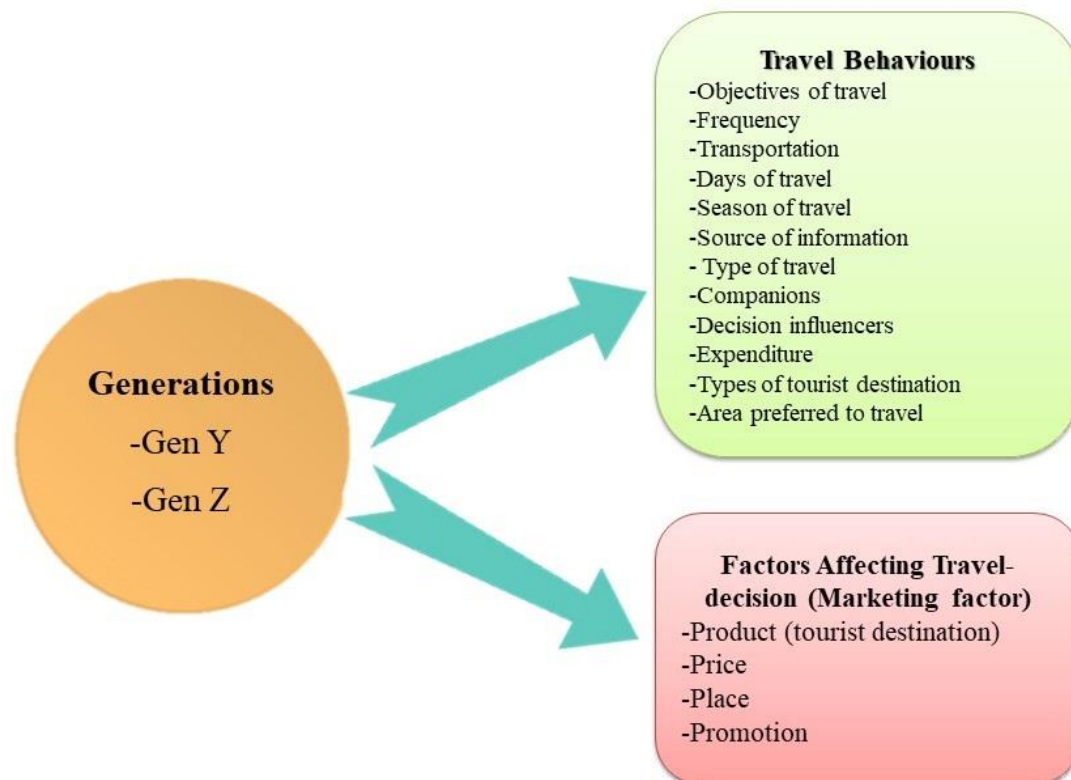 Generations
-Gen Y
-Gen Z
Travel Behaviours
-Objectives of travel
-Frequency
-Transportation
-Days of travel
-Season of travel
-Source of information
- Type of travel
-Companions
-Decision influencers
-Expenditure
-Types of tourist destination
-Area preferred to travel
Factors Affecting Travel-
decision (Marketing factor)
-Product (tourist destination)
-Price
-Place
-Promotion